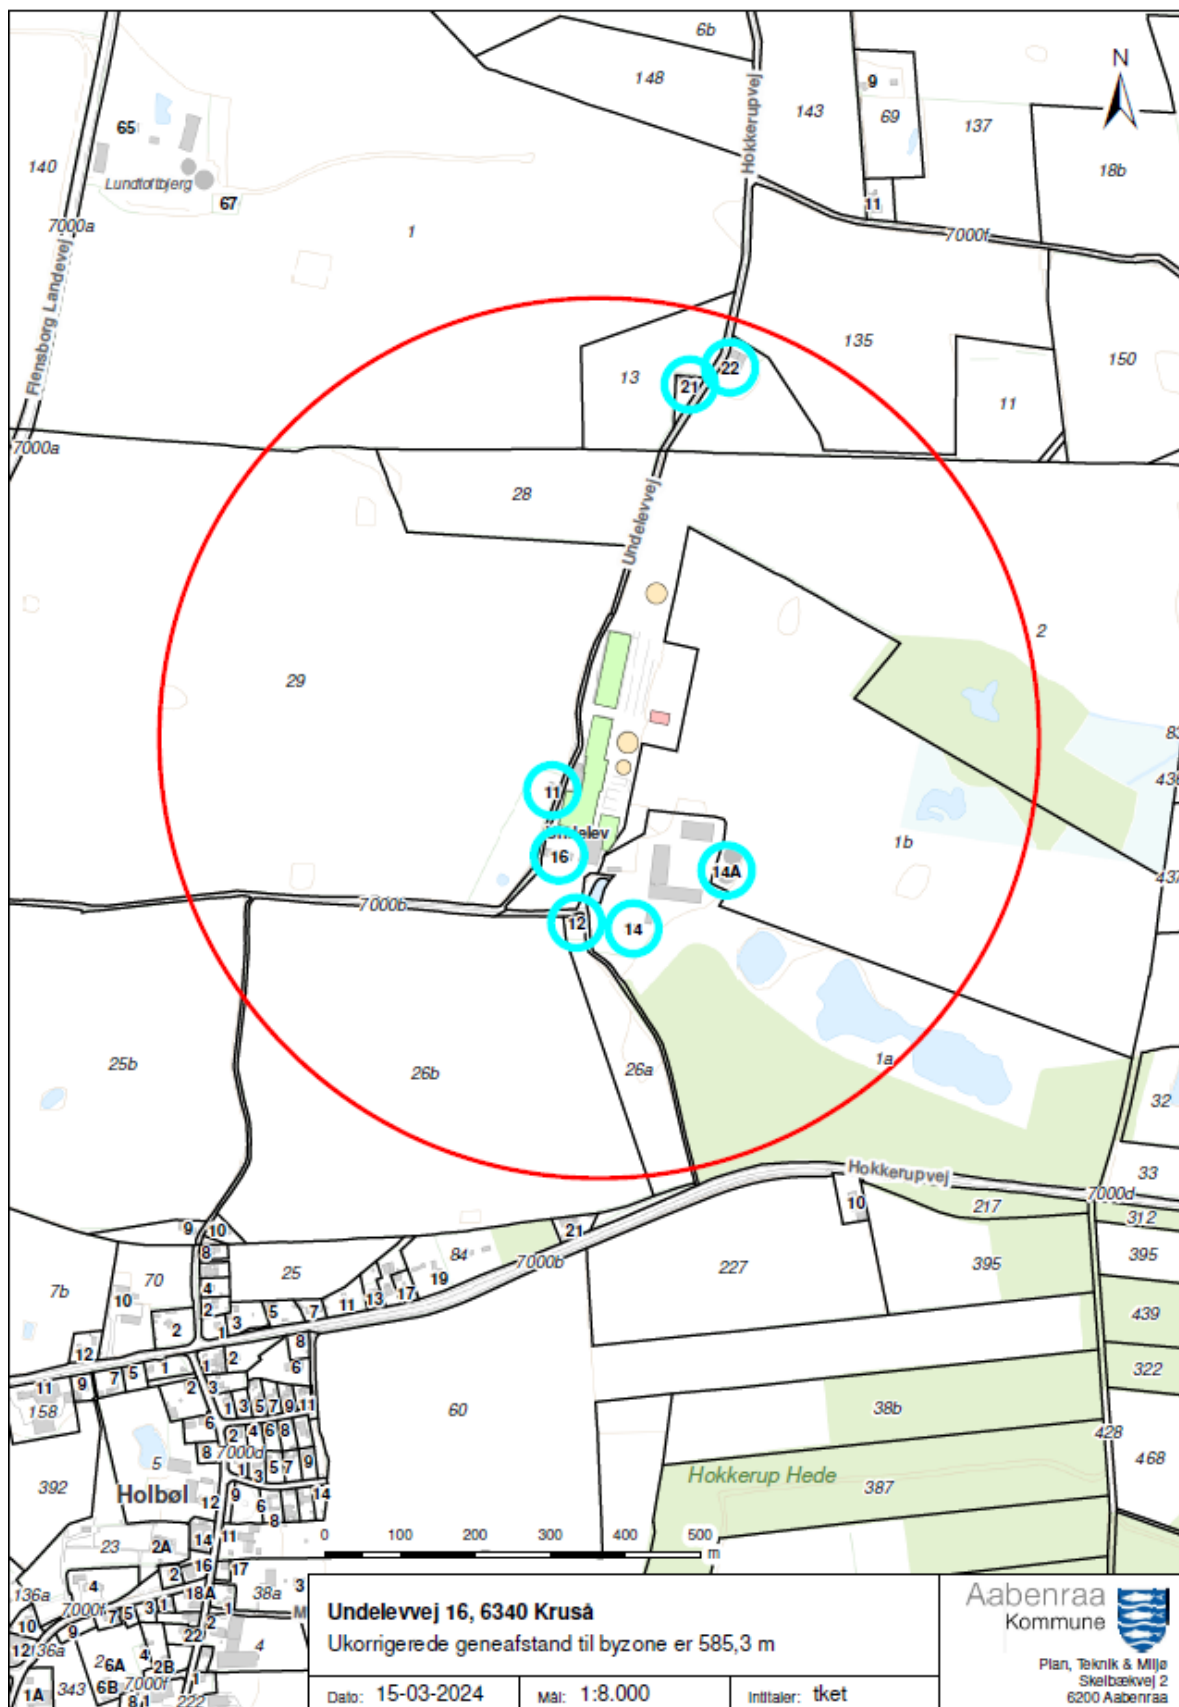 6b
148
Hokkerupvej
143
9
69
137
18b
N
65
140
Lundtoftbjerg
67
11
7000a
7000f
1
Flensborg Landevej
135
150
13
21
22
11
7000a
28
Undelevvej
2
29
83
436
11
Undelev
16
14A
1b
437
7000b
12
14
25b
26b
26a
1a
32
33
Hokkerupvej
7000d
10
217
312
9
10
21
8
84
7000b
227
395
395
7b
70
25
4
19
17
13
11
10
2
3
5
7
439
2
1
8
12
1
1
2
6
322
11
9
7
5
2
3
158
1
3
5
7
9
11
60
38b
6
2
4
6
8
428
8
7000d
468
5
1
3
5
7
9
392
Holbøl
12
9
6
8
14
Hokkerup Hede
387
0 100 200 300 400 500
m
23
2A
14
11
16
17
2
4
18A
38a
3
136a
7000f
7
5
3
1
1
M
10
9
2
12
136a
22
4
2
6A
4
2B
343
6B
7000f
1
1A
8
1
222
Undelevvej 16, 6340 Kruså
Ukorrigerede geneafstand til byzone er 585,3 m
Dato: 15-03-2024
Mål: 1:8.000
Initialer: tket
Aabenraa
Kommune
Plan, Teknik & Miljø
Skelbækvej 2
6200 Aabenraa